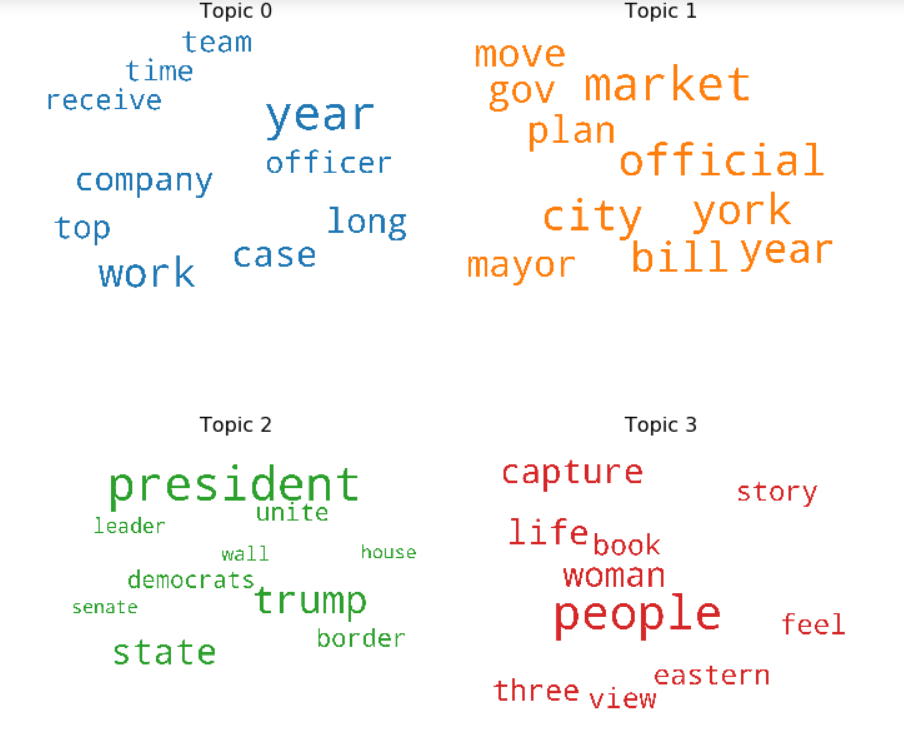 Topic 0
team
time
receive
year
officer
company
top
long
case
work
Topic 1
move
gov
market
plan
official
city
york
mayor
bill
year
Topic 2
president
unite
leader
wall
house
democrats
senate
trump
border
state
Topic 3
capture
story
life
book
woman
people
feel
eastern
three
view